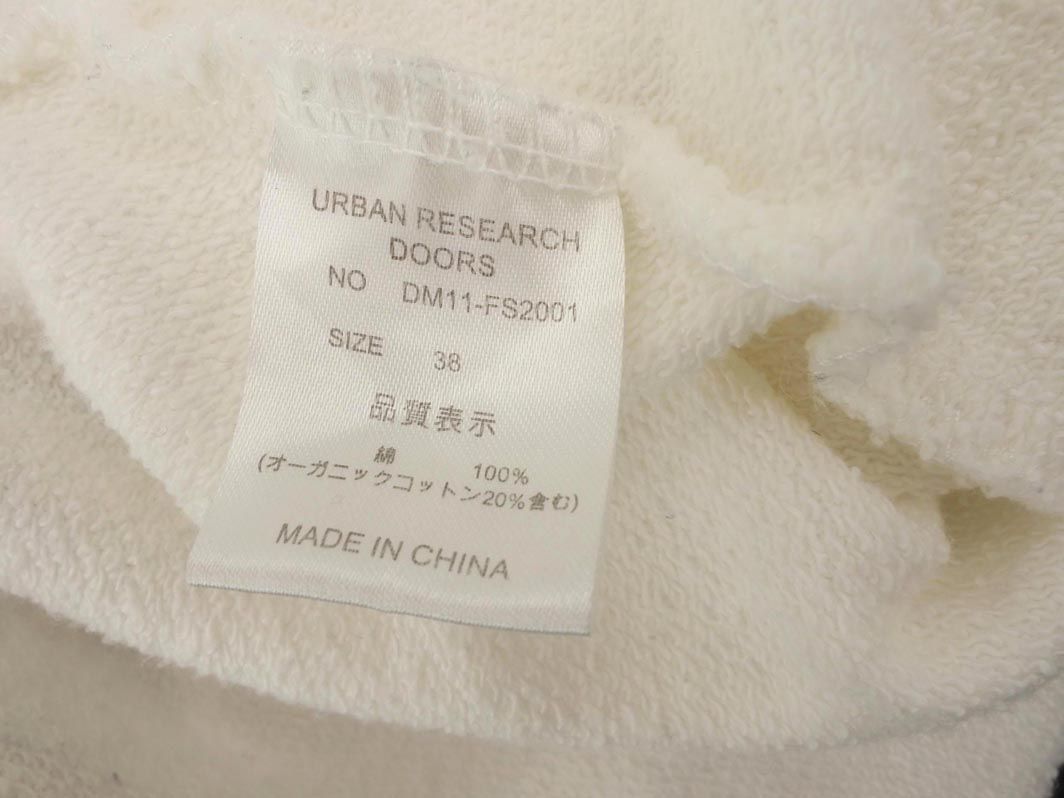 URBAN RESEARCH
DOORS
NO DM11-FS2001
SIZE 38
品質表示
綿 100%
(オーガニックコットン20%含む)
MADE IN CHINA